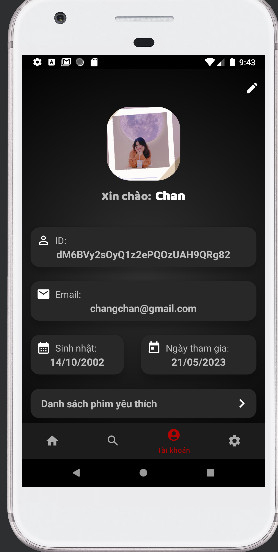 9:43
Xin chào: Chan
ID:
dM6BVy2sOyQ1z2ePQOzUAH9QRg82
Email:
changchan@gmail.com
Sinh nhật:
14/10/2002
Ngày tham gia:
21/05/2023
Danh sách phim yêu thích
Tài khoản